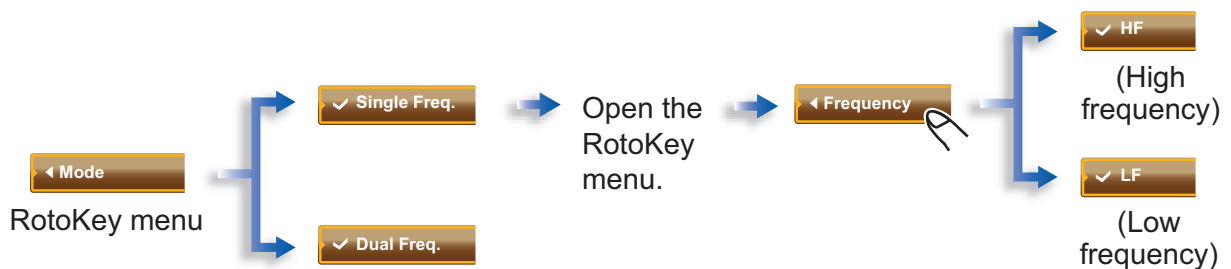 Mode
RotoKey menu
Single Freq.
Dual Freq.
Open the
RotoKey
menu.
Frequency
HF
(High
frequency)
LF
(Low
frequency)